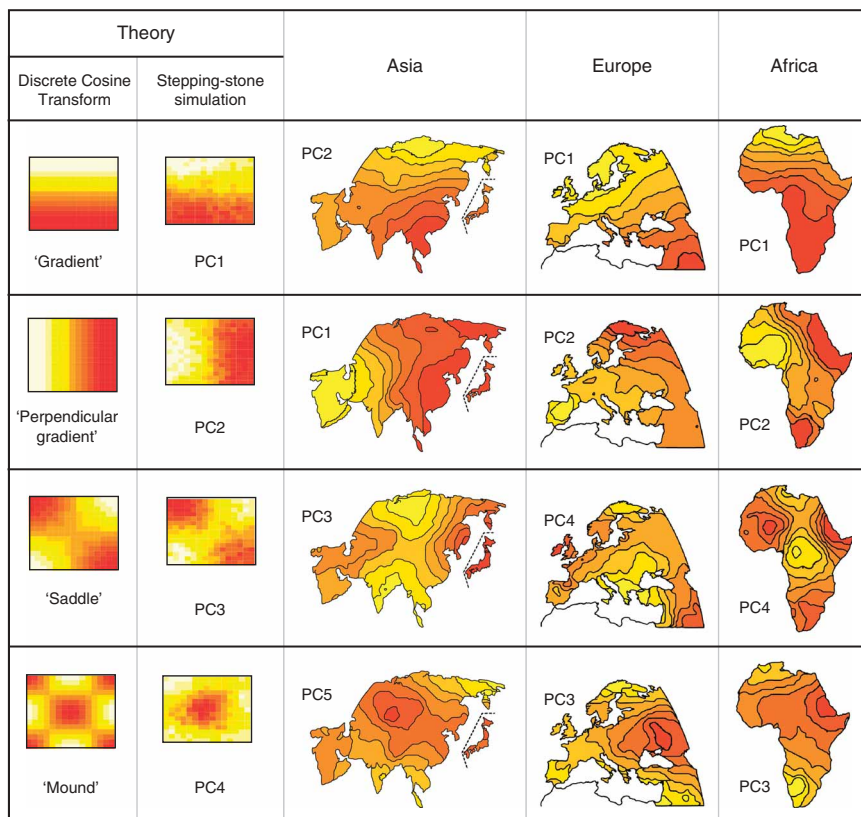 Theory
Asia
Europe
Africa
Discrete Cosine
Transform
Stepping-stone
simulation
'Gradient'
PC1
PC2
PC1
PC1
'Perpendicular
gradient'
PC2
PC1
PC2
PC2
'Saddle'
PC3
PC3
PC4
PC4
'Mound'
PC4
PC5
PC3
PC3